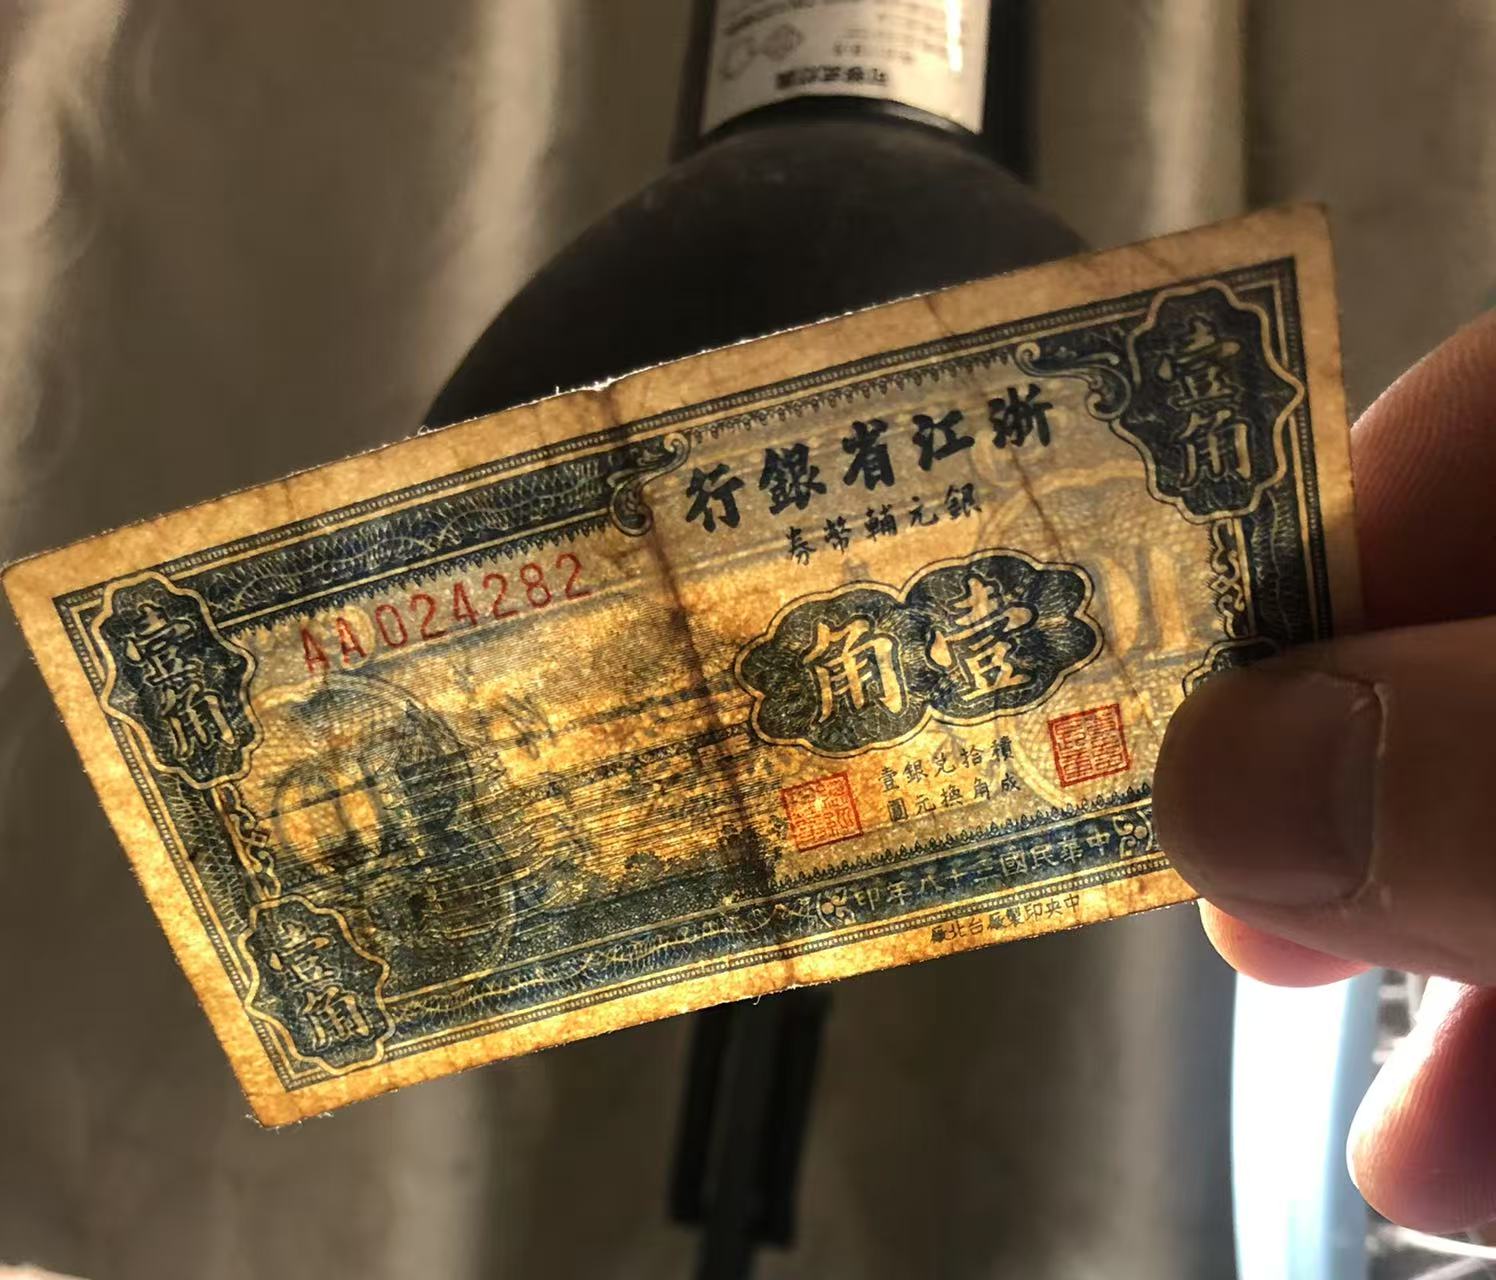 浙江省銀行
銀元輔幣券
壹角
壹角
壹角
壹角
AA024282
積拾兌銀壹
成角換元圓
中華民國三十八年印
中央印製廠台北廠